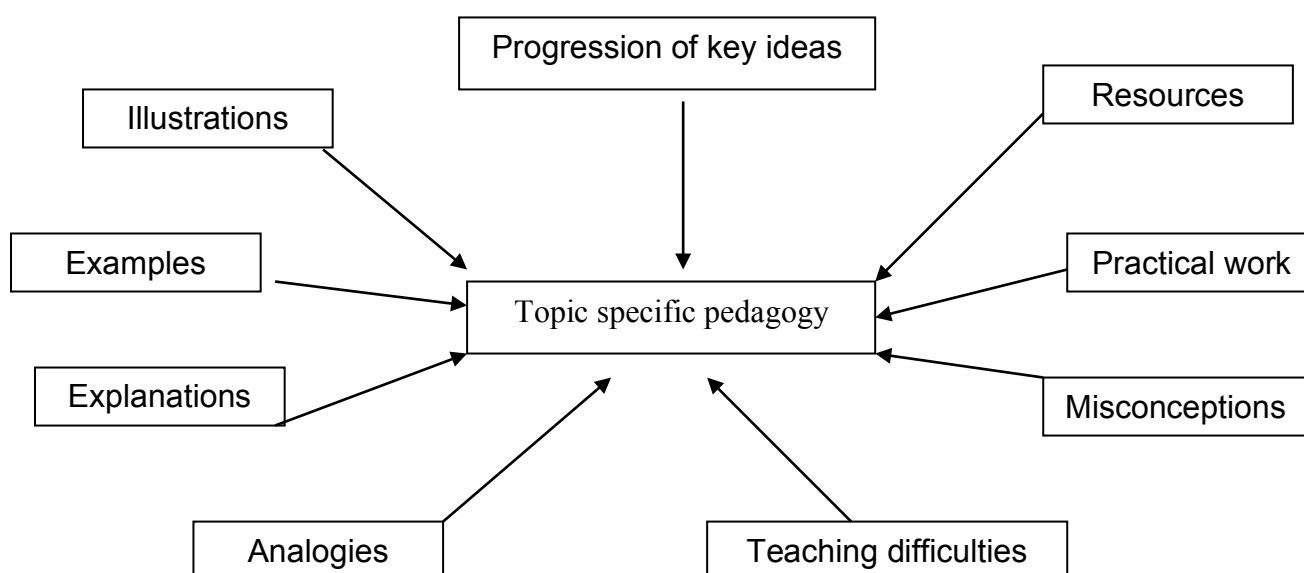 Progression of key ideas
Resources
Illustrations
Examples
Practical work
Topic specific pedagogy
Explanations
Misconceptions
Analogies
Teaching difficulties